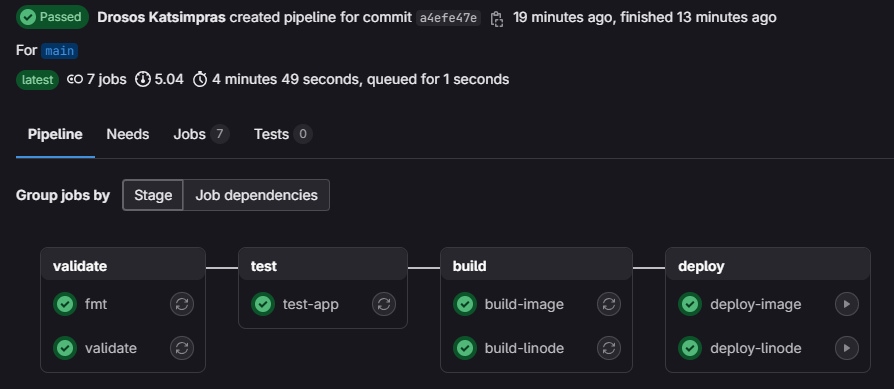 Passed Drosos Katsimpras created pipeline for commit a4efe47e 19 minutes ago, finished 13 minutes ago
For main
latest 7 jobs 5.04 4 minutes 49 seconds, queued for 1 seconds
Pipeline Needs Jobs 7 Tests 0
Group jobs by Stage Job dependencies
validate test build deploy
fmt test-app build-image deploy-image
validate build-linode deploy-linode